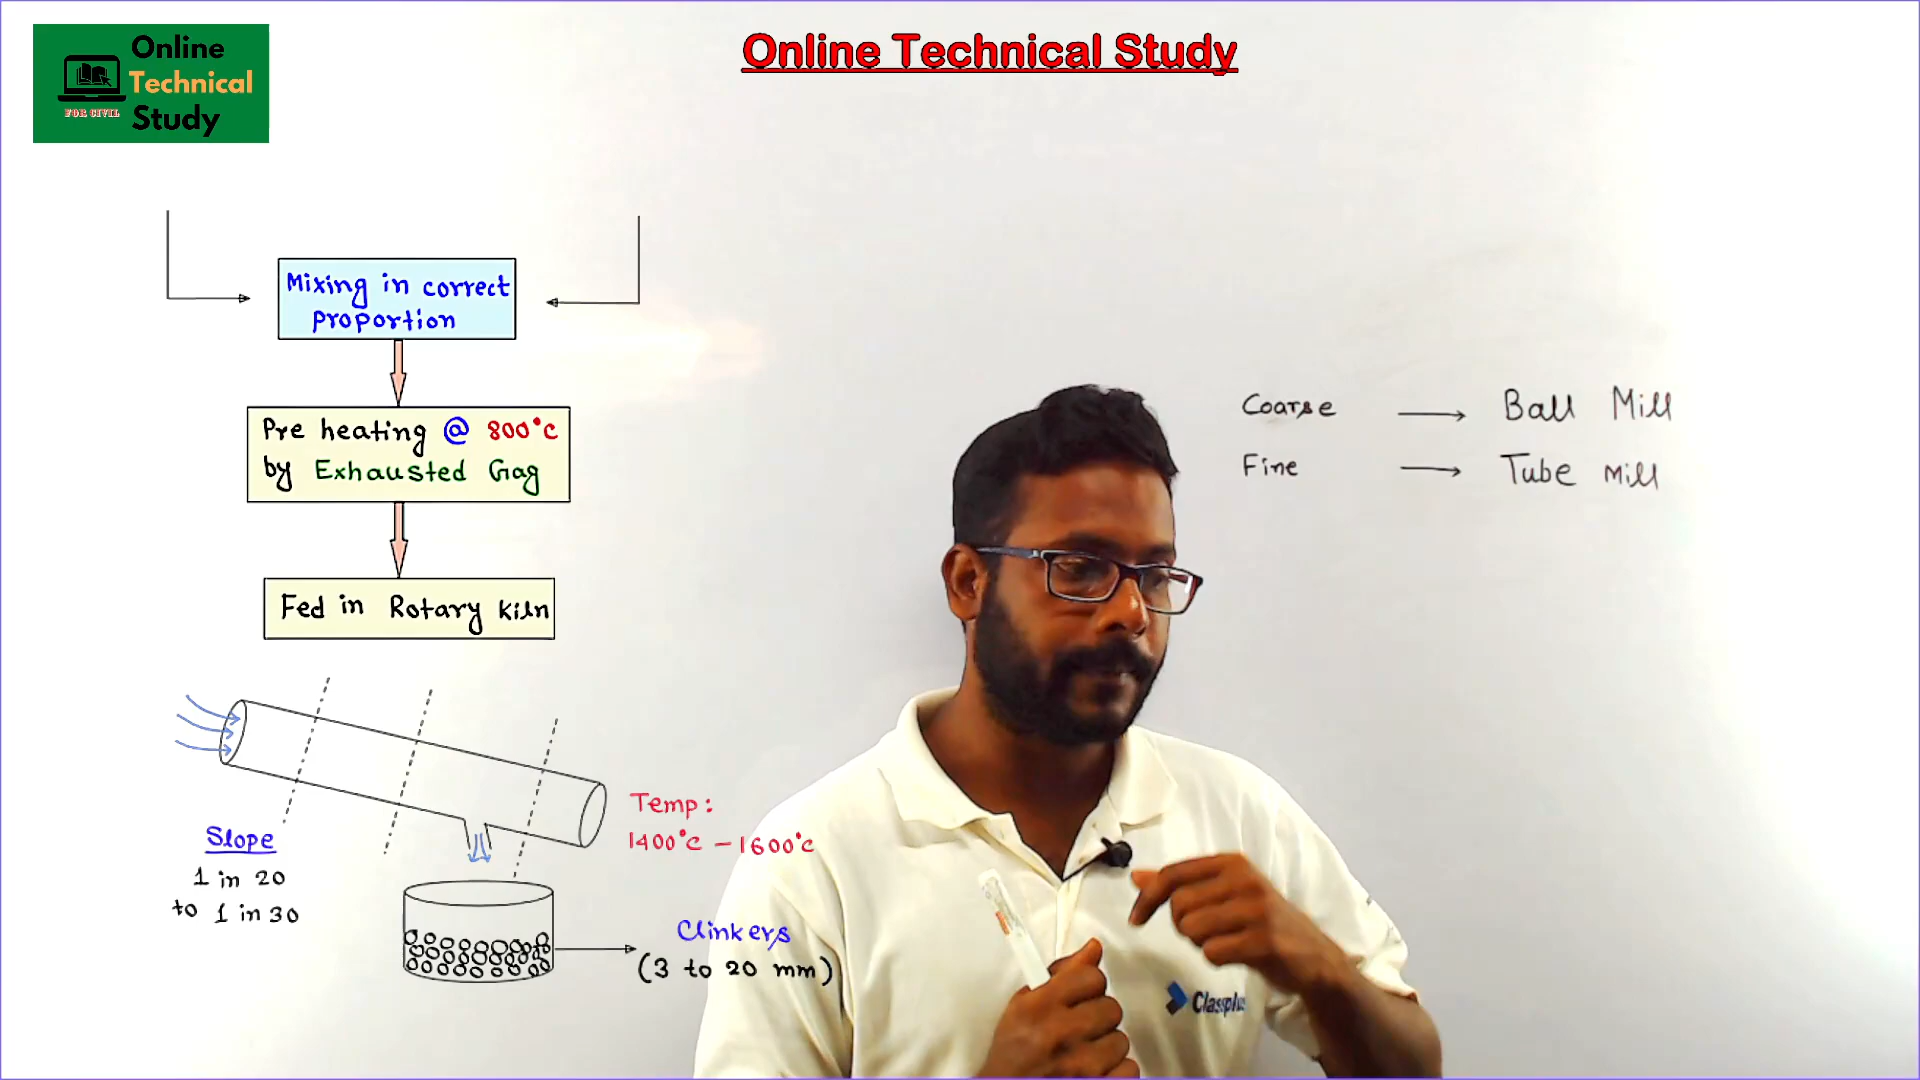 Online
Technical
Study
FOR CIVIL
Online Technical Study
Mixing in correct
proportion
Pre heating @ 800°c
by Exhausted Gag
Fed in Rotary kiln
Coarse → Ball Mill
Fine → Tube Mill
Slope
1 in 20
to 1 in 30
Temp:
1400°c – 1600°c
Clinkers
(3 to 20 mm)
Classplus